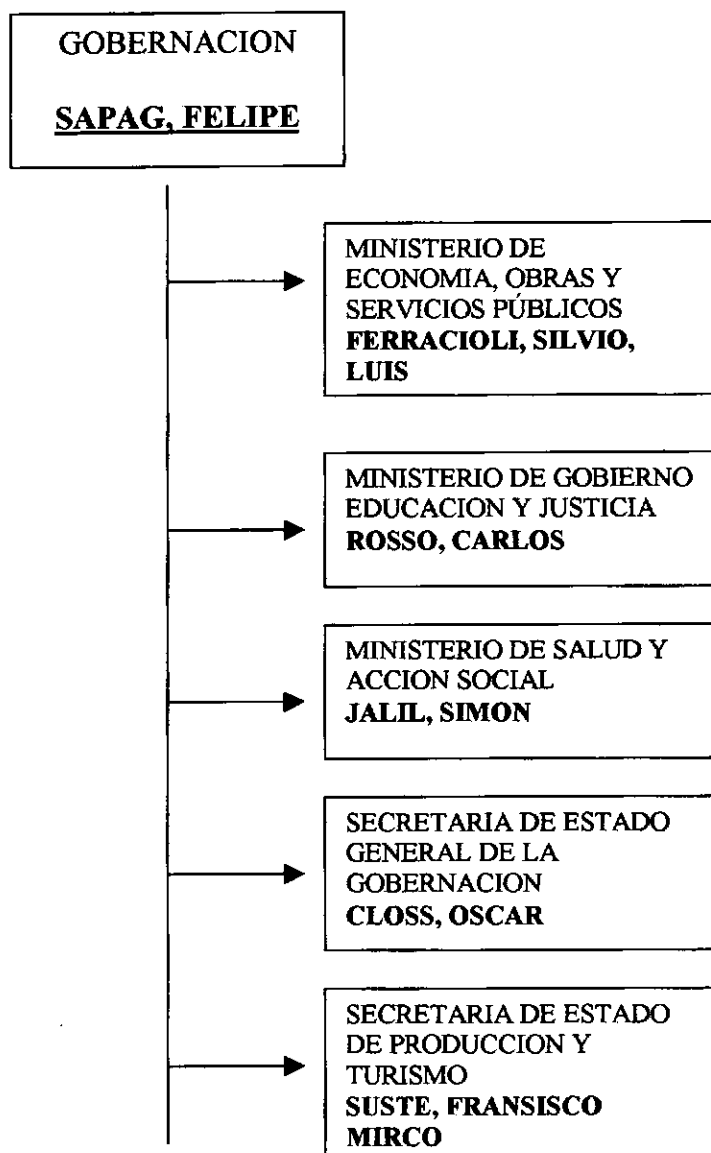 GOBERNACION
SAPAG, FELIPE
MINISTERIO DE
ECONOMIA, OBRAS Y
SERVICIOS PÚBLICOS
FERRACIOLI, SILVIO,
LUIS
MINISTERIO DE GOBIERNO
EDUCACION Y JUSTICIA
ROSSO, CARLOS
MINISTERIO DE SALUD Y
ACCION SOCIAL
JALIL, SIMON
SECRETARIA DE ESTADO
GENERAL DE LA
GOBERNACION
CLOSS, OSCAR
SECRETARIA DE ESTADO
DE PRODUCCION Y
TURISMO
SUSTE, FRANSISCO
MIRCO